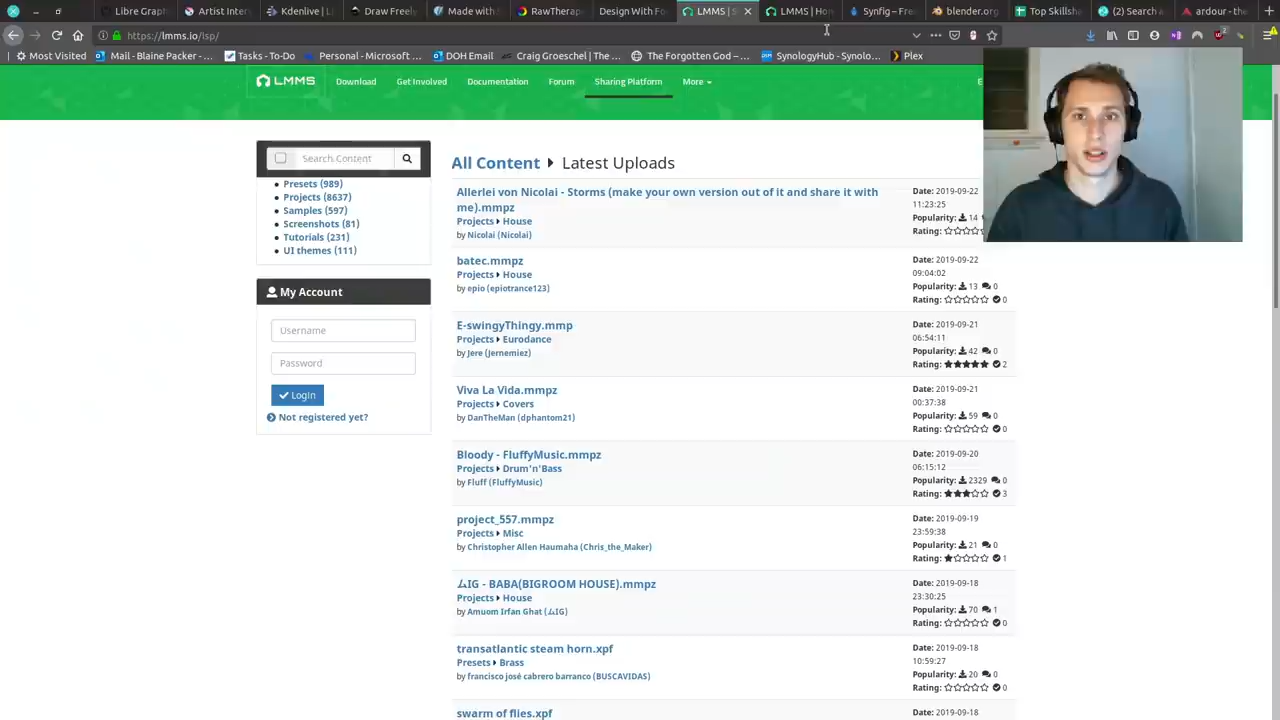 Libre Graph
Artist Inter
Kdenlive | L
Draw Free
RawTherap
Design With Fo
LMMS | S
LMMS | Ho
Synfig – Fre
blender.org
Top Skillsh
(2) Search a
ardour – the
https://lmms.io/lsp/
Most Visited
Mail - Blaine Packer - ...
Tasks - To-Do
Personal - Microsoft ...
DOH Email
Craig Groeschel | The ...
The Forgotten God — ...
SynologyHub - Synolo...
Plex
LMMS
Download
Get Involved
Documentation
Forum
Sharing Platform
More
Search Content
Presets (989)
Projects (8637)
Samples (597)
Screenshots (81)
Tutorials (231)
UI themes (111)
My Account
Username
Password
Login
Not registered yet?
All Content Latest Uploads
Allerlei von Nicolai - Storms (make your own version out of it and share it with
me).mmpz
Projects House
by Nicolai (Nicolai)
Date: 2019-09-22
11:23:25
Popularity: 14
Rating:
batec.mmpz
Projects House
by epio (epiotrance123)
Date: 2019-09-22
09:04:02
Popularity: 13 0
Rating: 0
E-swingyThingy.mmp
Projects Eurodance
by Jere (Jernemiez)
Date: 2019-09-21
06:54:11
Popularity: 42 0
Rating: 2
Viva La Vida.mmpz
Projects Covers
by DanTheMan (dphantom21)
Date: 2019-09-21
00:37:38
Popularity: 59 0
Rating: 0
Bloody - FluffyMusic.mmpz
Projects Drum'n'Bass
by Fluff (FluffyMusic)
Date: 2019-09-20
06:15:12
Popularity: 2329 0
Rating: 3
project_557.mmpz
Projects Misc
by Christopher Allen Haumaha (Chris_the_Maker)
Date: 2019-09-19
23:59:38
Popularity: 21 0
Rating: 1
ムIG - BABA(BIGROOM HOUSE).mmpz
Projects House
by Amuom Irfan Ghat (ムIG)
Date: 2019-09-18
23:30:25
Popularity: 70 1
Rating: 0
transatlantic steam horn.xpf
Presets Brass
by francisco josé cabrero barranco (BUSCAVIDAS)
Date: 2019-09-18
10:59:27
Popularity: 20 0
Rating: 0
swarm of flies.xpf
Date: 2019-09-18